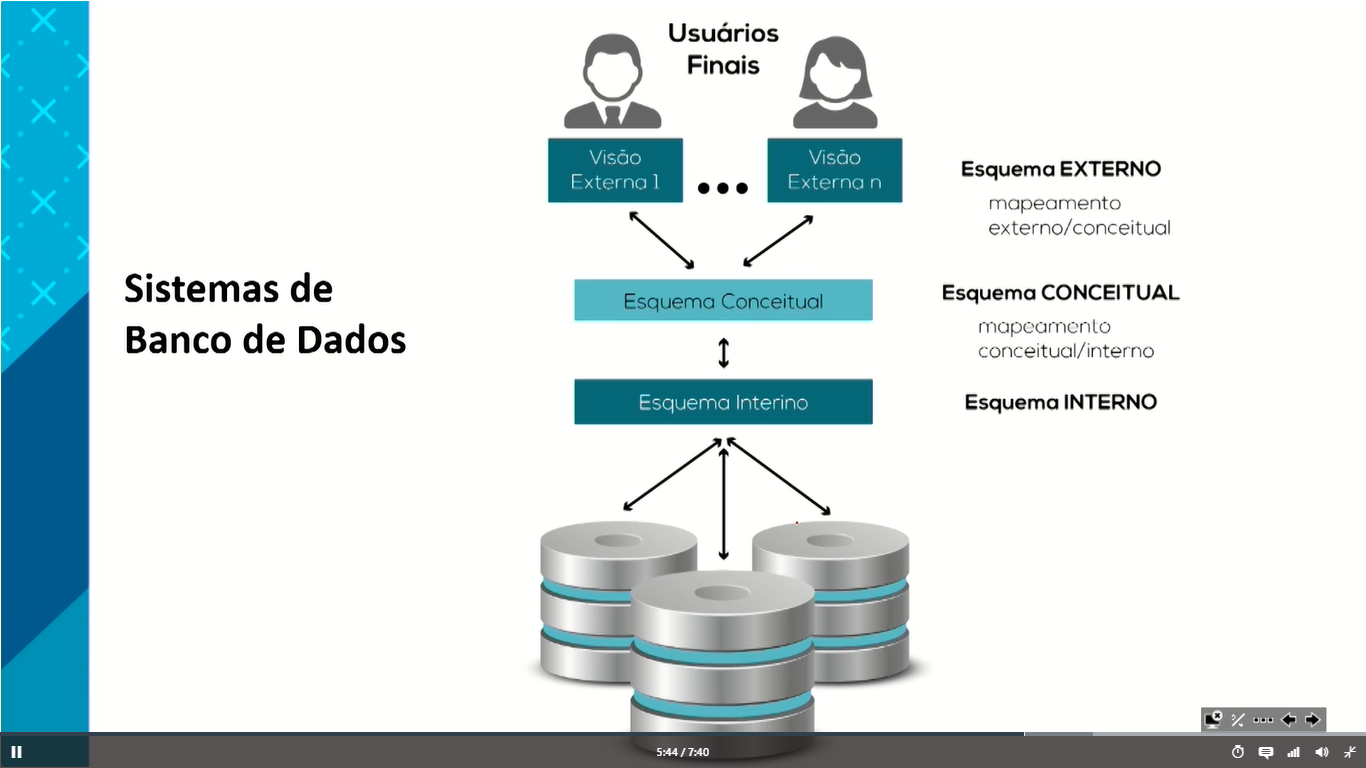 Usuários
Finais
Visão
Externa 1
Visão
Externa n
Esquema EXTERNO
mapeamento
externo/conceitual
Sistemas de
Banco de Dados
Esquema Conceitual
Esquema CONCEITUAL
mapeamento
conceitual/interno
Esquema Interino
Esquema INTERNO
5:44 / 7:40